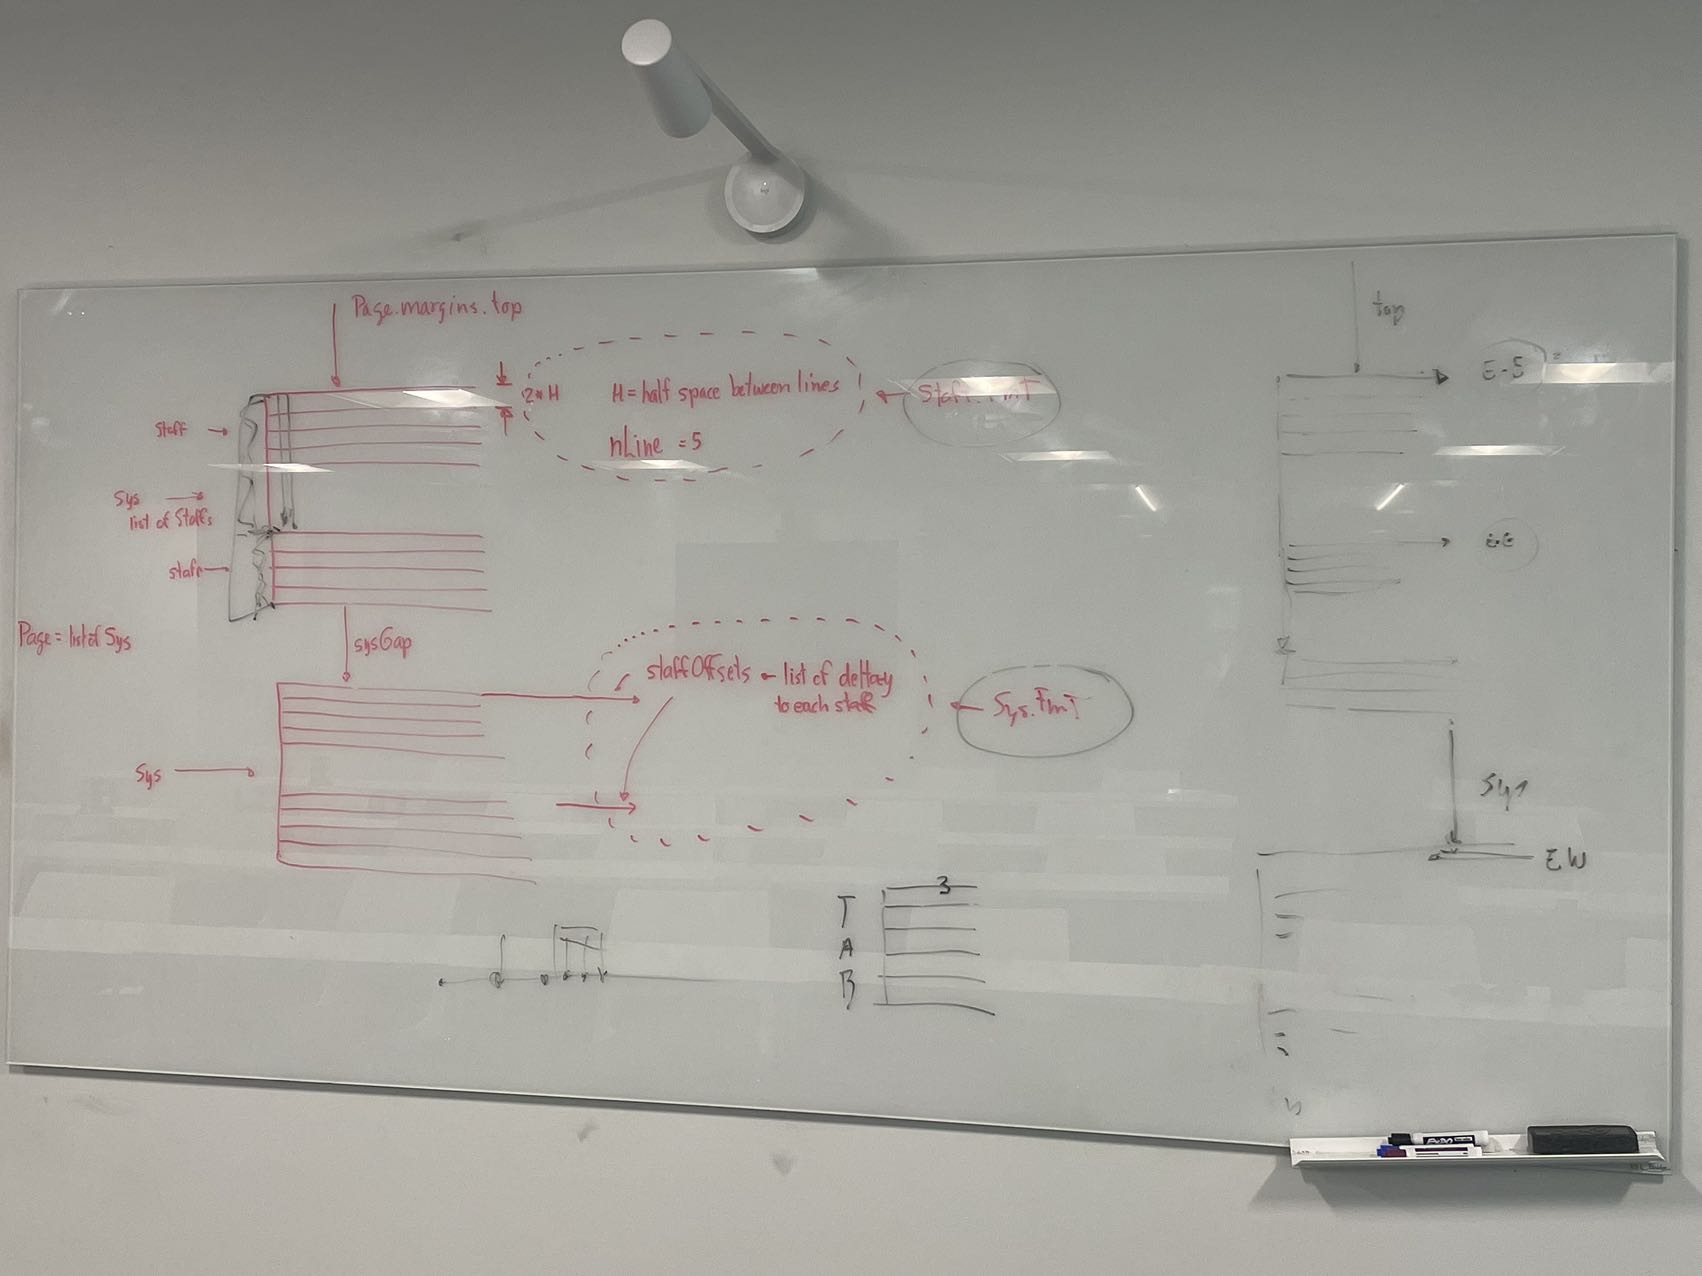 Page.margins.top
2*H
H = half space between lines
nLine = 5
Staff.FmT
Staff
Sys
list of Staffs
staff
Page = list of Sys
sysGap
staffOffsets - list of deltay
to each staff
Sys.FmT
Sys
3
T
A
B
top
E-5
Sys
EW